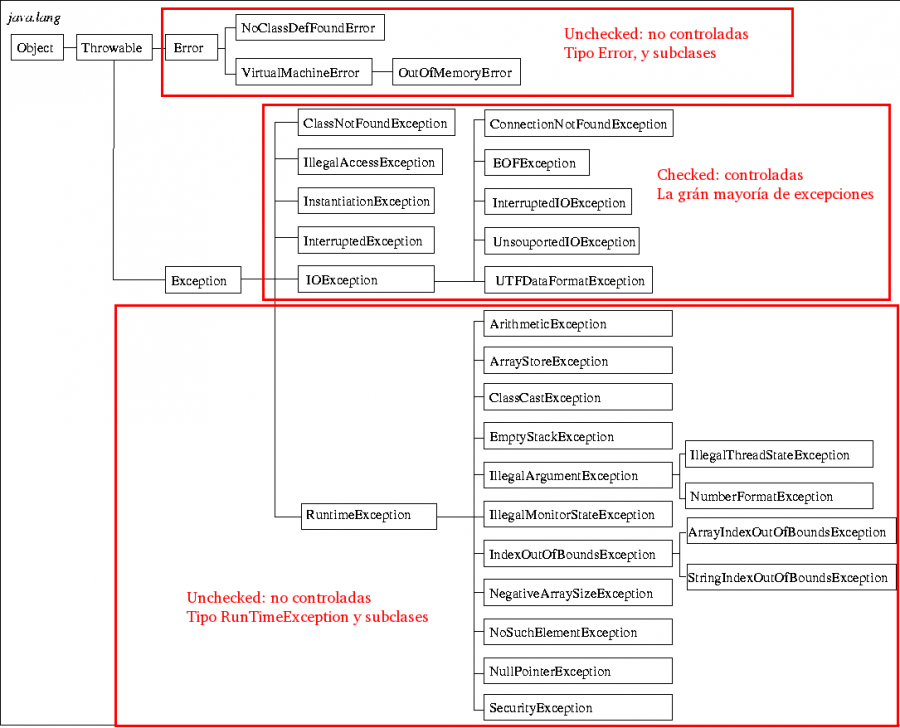 java.lang
Object
Throwable
Error
NoClassDefFoundError
VirtualMachineError
OutOfMemoryError
Unchecked: no controladas
Tipo Error, y subclases
ClassNotFoundException
IllegalAccessException
InstantiationException
InterruptedException
IOException
Exception
ConnectionNotFoundException
EOFException
InterruptedIOException
UnsouportedIOException
UTFDataFormatException
Checked: controladas
La grán mayoría de excepciones
RuntimeException
ArithmeticException
ArrayStoreException
ClassCastException
EmptyStackException
IllegalArgumentException
IllegalThreadStateException
NumberFormatException
IllegalMonitorStateException
IndexOutOfBoundsException
ArrayIndexOutOfBoundsException
StringIndexOutOfBoundsException
NegativeArraySizeException
NoSuchElementException
NullPointerException
SecurityException
Unchecked: no controladas
Tipo RunTimeException y subclases